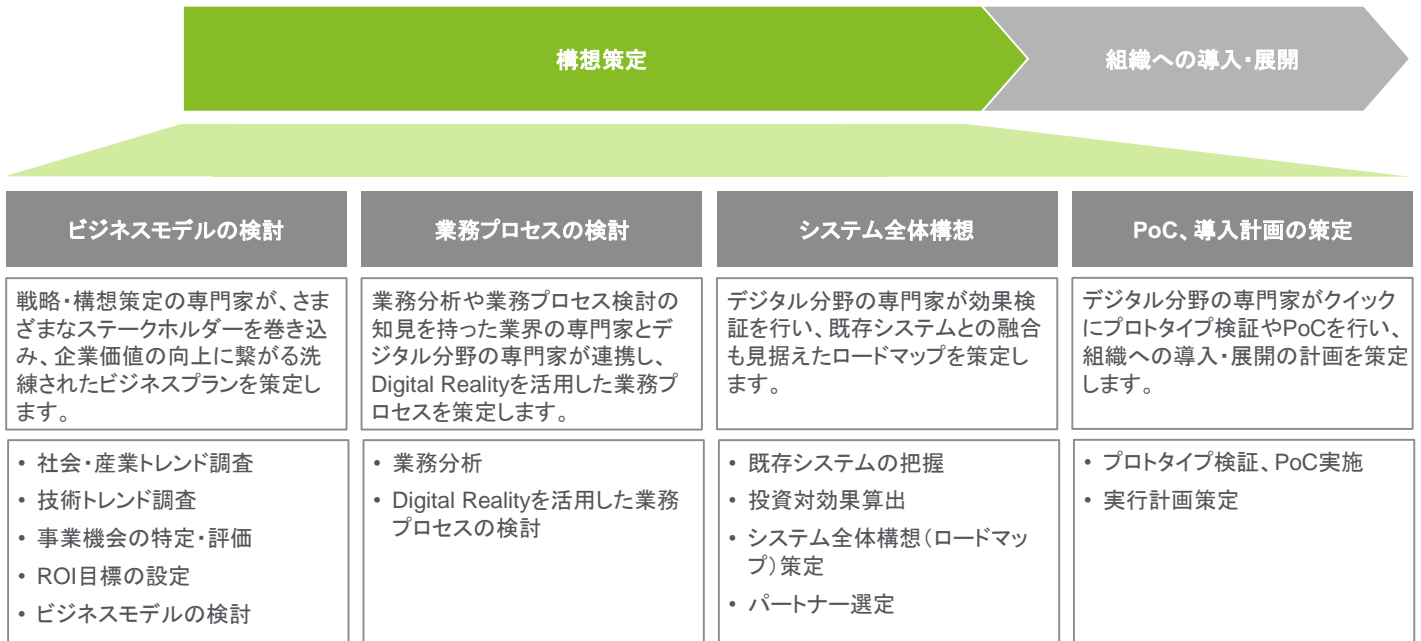 構想策定
組織への導入・展開
ビジネスモデルの検討
戦略・構想策定の専門家が、さま
ざまなステークホルダーを巻き込
み、企業価値の向上に繋がる洗
練されたビジネスプランを策定し
ます。
• 社会・産業トレンド調査
• 技術トレンド調査
• 事業機会の特定・評価
• ROI目標の設定
• ビジネスモデルの検討
業務プロセスの検討
業務分析や業務プロセス検討の
知見を持った業界の専門家とデ
ジタル分野の専門家が連携し、
Digital Realityを活用した業務プ
ロセスを策定します。
• 業務分析
• Digital Realityを活用した業務
プロセスの検討
システム全体構想
デジタル分野の専門家が効果検
証を行い、既存システムとの融合
も見据えたロードマップを策定し
ます。
• 既存システムの把握
• 投資対効果算出
• システム全体構想（ロードマッ
プ）策定
• パートナー選定
PoC、導入計画の策定
デジタル分野の専門家がクイック
にプロトタイプ検証やPoCを行い、
組織への導入・展開の計画を策定
します。
• プロトタイプ検証、PoC実施
• 実行計画策定